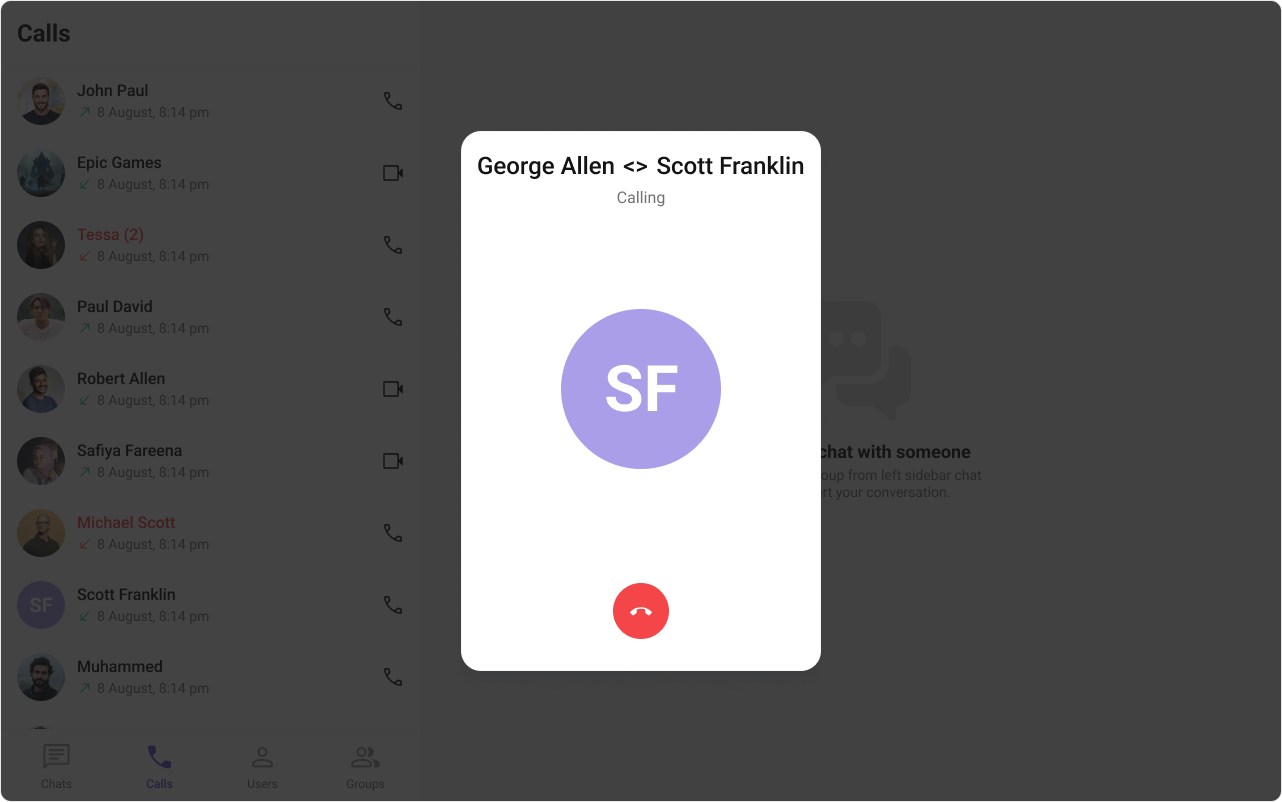 Calls
John Paul
8 August, 8:14 pm
Epic Games
8 August, 8:14 pm
Tessa (2)
8 August, 8:14 pm
Paul David
8 August, 8:14 pm
Robert Allen
8 August, 8:14 pm
Safiya Fareena
8 August, 8:14 pm
Michael Scott
8 August, 8:14 pm
SF
Scott Franklin
8 August, 8:14 pm
Muhammed
8 August, 8:14 pm
Chats
Calls
Users
Groups
George Allen <> Scott Franklin
Calling
SF
chat with someone
oup from left sidebar chat
rt your conversation.